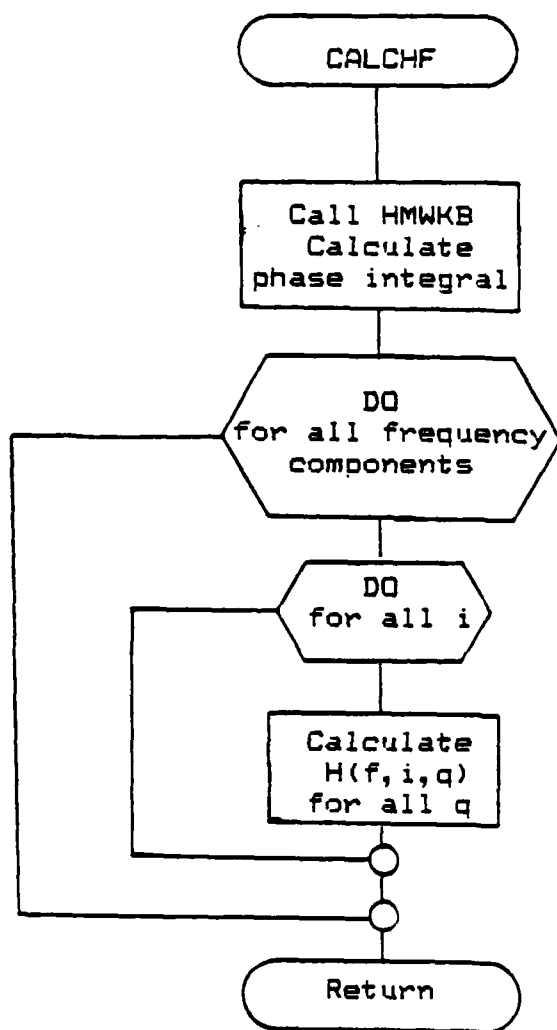 CALCHF
Call HMWKB
Calculate
phase integral
DO
for all frequency
components
DO
for all i
Calculate
H(f,i,q)
for all q
Return